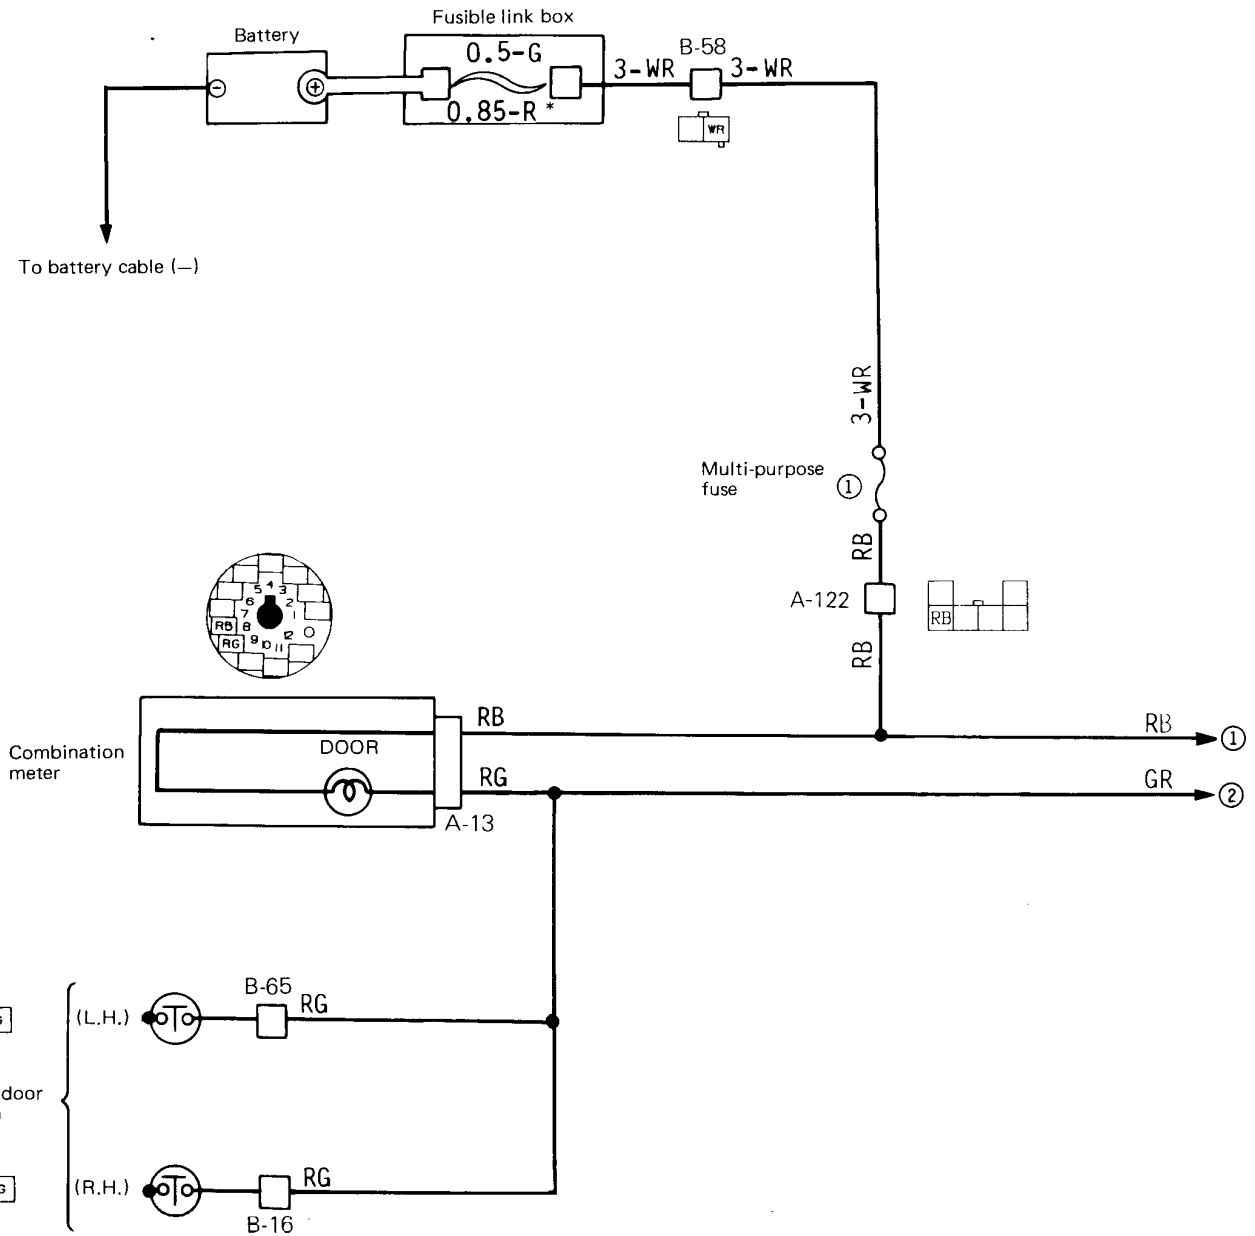 Fusible link box
Battery
0.5-G
B-58
3-WR
3-WR
0.85-R *
WR
To battery cable (—)
3-WR
Multi-purpose
fuse
1
RB
A-122
RB
RB
5 4 3
6 2
7 1
RB 8
RG 9 10 11 12
RB
RB
1
Combination
meter
DOOR
RG
GR
2
A-13
B-65
RG
(L.H.)
door
RG
(R.H.)
B-16